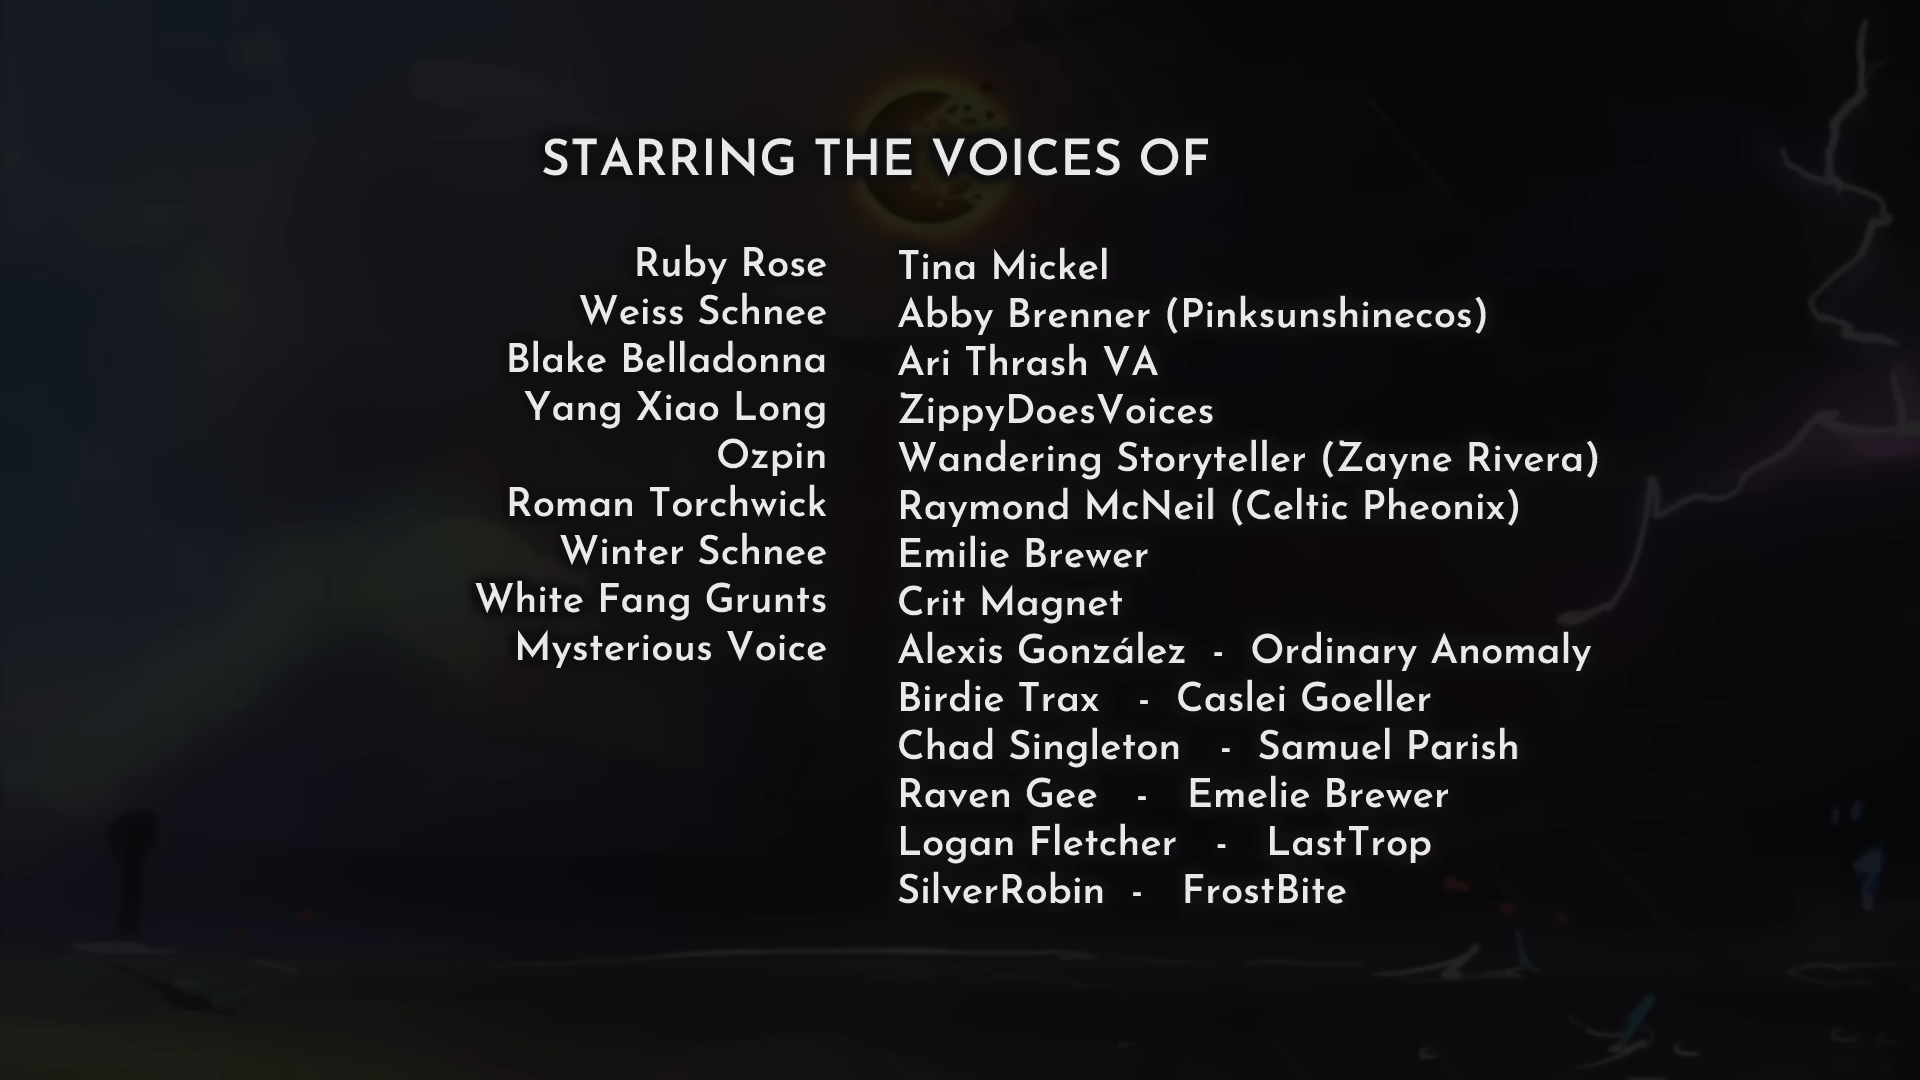 STARRING THE VOICES OF
Ruby Rose Tina Mickel
Weiss Schnee Abby Brenner (Pinksunshinecos)
Blake Belladonna Ari Thrash VA
Yang Xiao Long ZippyDoesVoices
Ozpin Wandering Storyteller (Zayne Rivera)
Roman Torchwick Raymond McNeil (Celtic Pheonix)
Winter Schnee Emilie Brewer
White Fang Grunts Crit Magnet
Mysterious Voice Alexis González - Ordinary Anomaly
Birdie Trax - Caslei Goeller
Chad Singleton - Samuel Parish
Raven Gee - Emelie Brewer
Logan Fletcher - LastTrop
SilverRobin - FrostBite